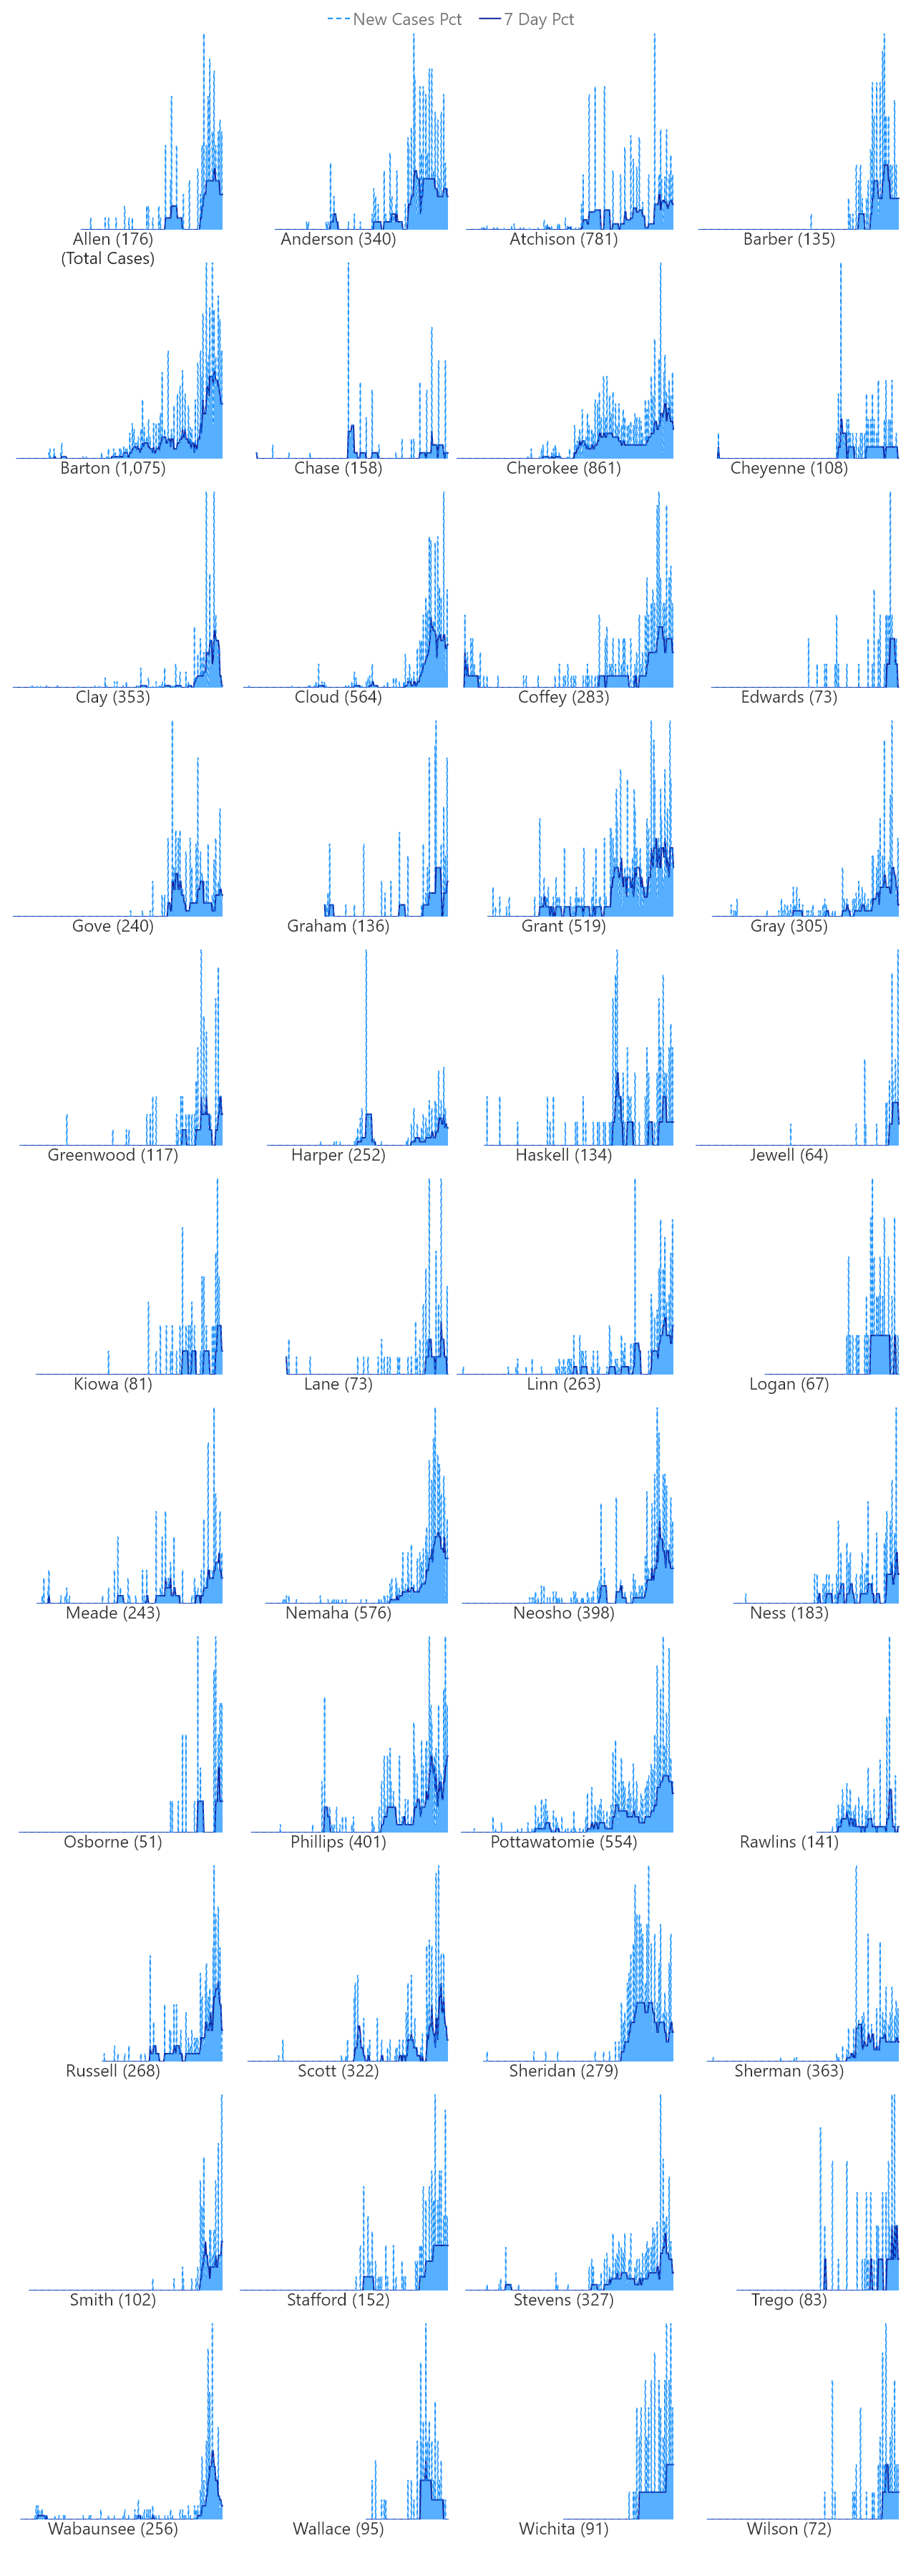 New Cases Pct 7 Day Pct
Allen (176) Anderson (340) Atchison (781) Barber (135)
(Total Cases)
Barton (1,075) Chase (158) Cherokee (861) Cheyenne (108)
Clay (353) Cloud (564) Coffey (283) Edwards (73)
Gove (240) Graham (136) Grant (519) Gray (305)
Greenwood (117) Harper (252) Haskell (134) Jewell (64)
Kiowa (81) Lane (73) Linn (263) Logan (67)
Meade (243) Nemaha (576) Neosho (398) Ness (183)
Osborne (51) Phillips (401) Pottawatomie (554) Rawlins (141)
Russell (268) Scott (322) Sheridan (279) Sherman (363)
Smith (102) Stafford (152) Stevens (327) Trego (83)
Wabaunsee (256) Wallace (95) Wichita (91) Wilson (72)